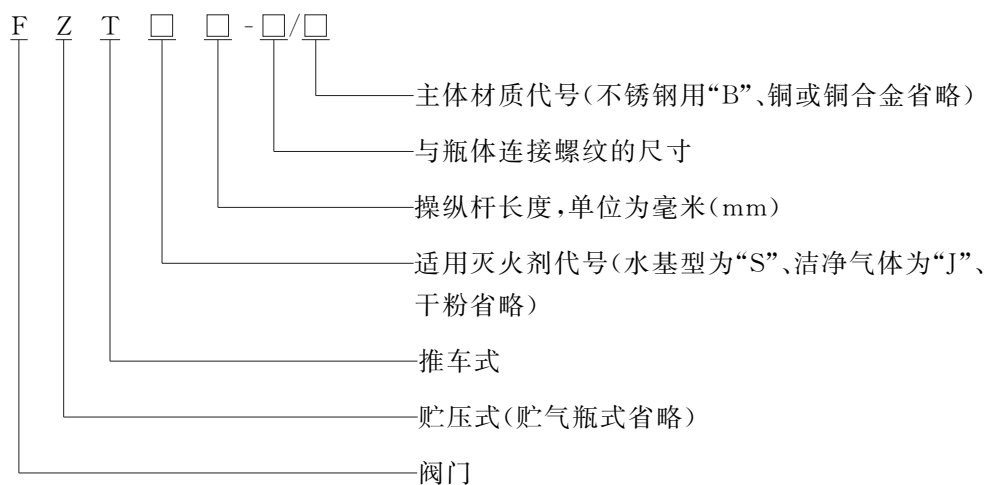 F Z T □ □ - □/□
主体材质代号(不锈钢用“B”、铜或铜合金省略)
与瓶体连接螺纹的尺寸
操纵杆长度,单位为毫米(mm)
适用灭火剂代号(水基型为“S”、洁净气体为“J”、
干粉省略)
推车式
贮压式(贮气瓶式省略)
阀门